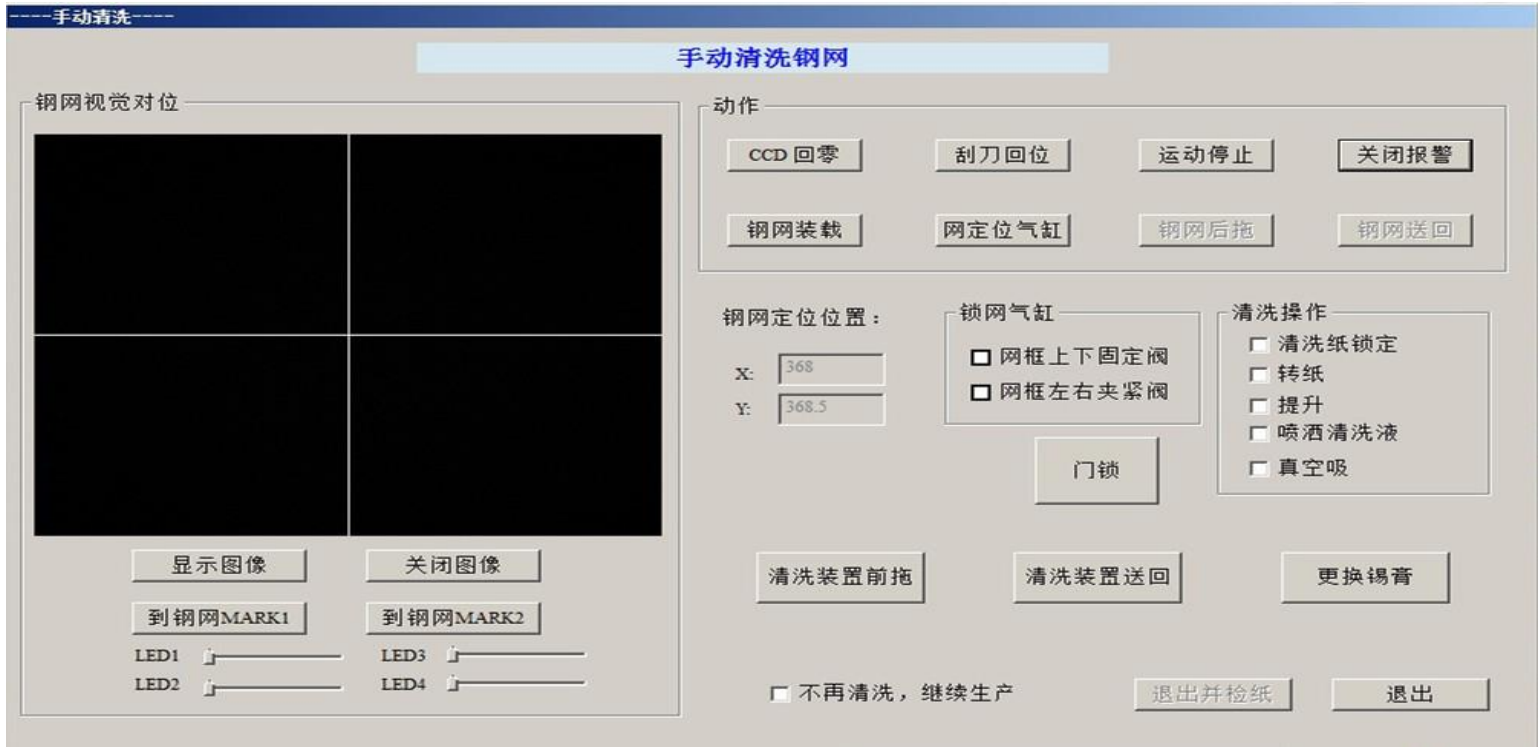 ----手动清洗----
手动清洗钢网
钢网视觉对位
显示图像 关闭图像
到钢网MARK1 到钢网MARK2
LED1 LED3
LED2 LED4
动作
CCD 回零 刮刀回位 运动停止 关闭报警
钢网装载 网定位气缸 钢网后拖 钢网送回
钢网定位位置：
X: 368
Y: 368.5
锁网气缸
网框上下固定阀
网框左右夹紧阀
门锁
清洗操作
清洗纸锁定
转纸
提升
喷洒清洗液
真空吸
清洗装置前拖 清洗装置送回 更换锡膏
不再清洗，继续生产 退出并检纸 退出